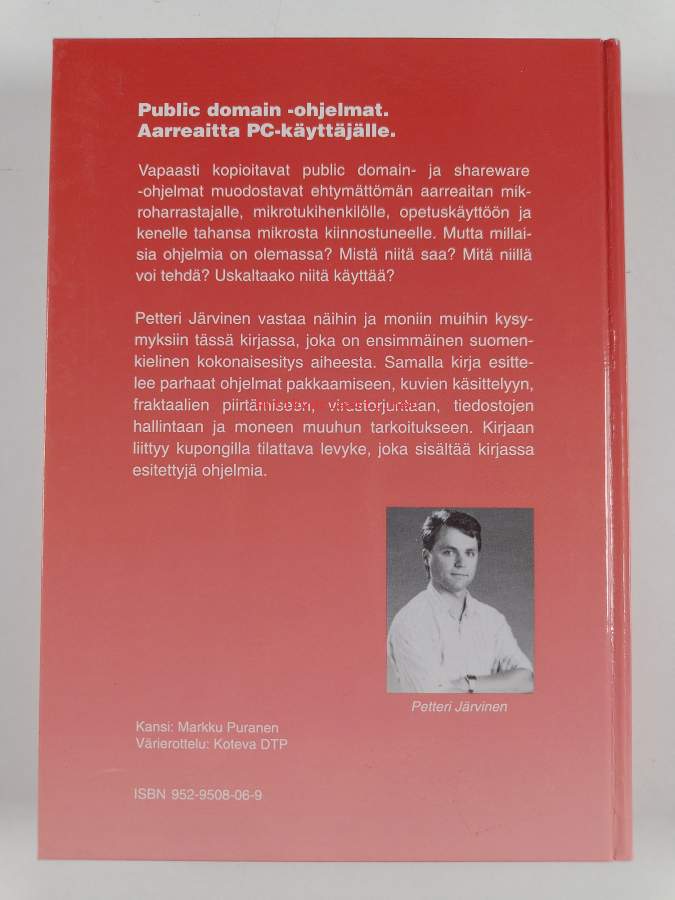 Public domain -ohjelmat.
Aarreaitta PC-käyttäjälle.
Vapaasti kopioitavat public domain- ja shareware
-ohjelmat muodostavat ehtymättömän aarreaitan mik-
roharrastajalle, mikrotukihenkilölle, opetuskäyttöön ja
kenelle tahansa mikrosta kiinnostuneelle. Mutta millai-
sia ohjelmia on olemassa? Mistä niitä saa? Mitä niillä
voi tehdä? Uskaltaako niitä käyttää?
Petteri Järvinen vastaa näihin ja moniin muihin kysy-
myksiin tässä kirjassa, joka on ensimmäinen suomen-
kielinen kokonaisesitys aiheesta. Samalla kirja esitte-
lee parhaat ohjelmat pakkaamiseen, kuvien käsittelyyn,
fraktaalien piirtämiseen, virustorjuntaan, tiedostojen
hallintaan ja moneen muuhun tarkoitukseen. Kirjaan
liittyy kupongilla tilattava levyke, joka sisältää kirjassa
esitettyjä ohjelmia.
Petteri Järvinen
Kansi: Markku Puranen
Värierottelu: Koteva DTP
ISBN 952-9508-06-9